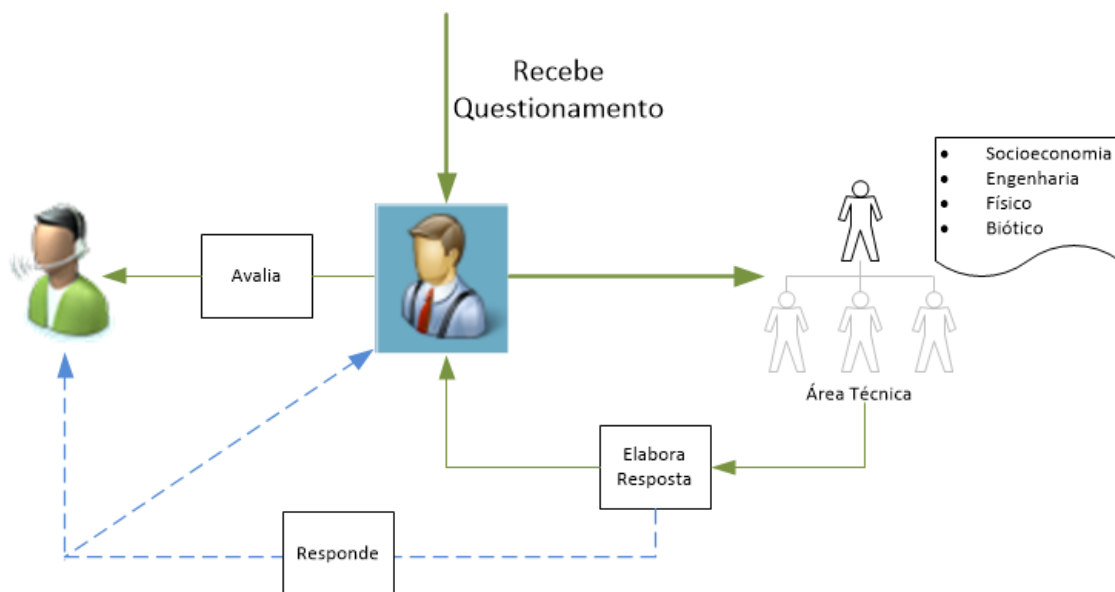 Recebe
Questionamento
• Socioeconomia
• Engenharia
• Físico
• Biótico
Avalia
Área Técnica
Elabora
Resposta
Responde